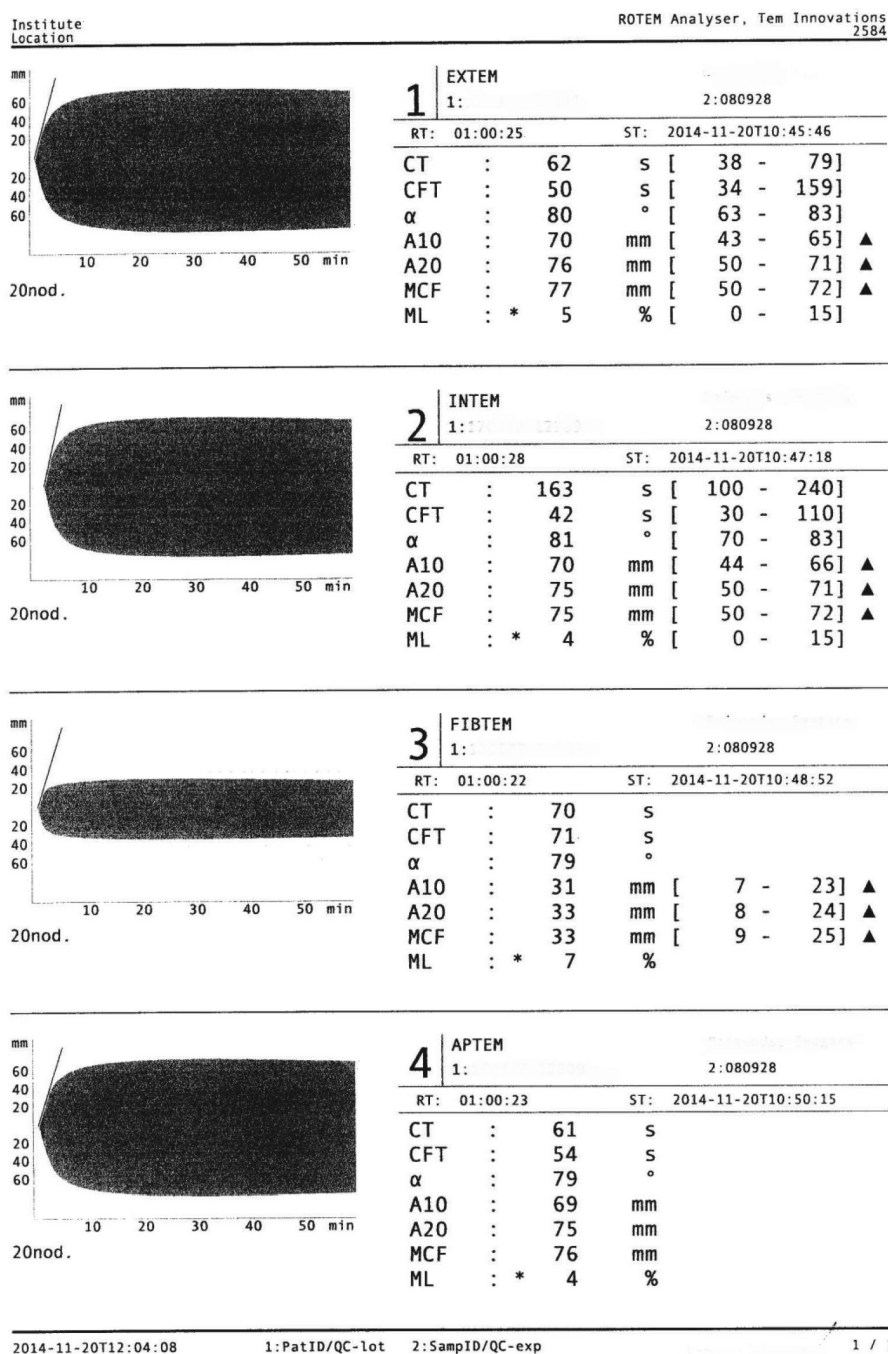 Institute
Location
ROTEM Analyser, Tem Innovations
2584
mm
60
40
20
20
40
60
10 20 30 40 50 min
20nod.
1
EXTEM
1: 2:080928
RT: 01:00:25 ST: 2014-11-20T10:45:46
CT : 62 s [ 38 - 79]
CFT : 50 s [ 34 - 159]
α : 80 ° [ 63 - 83]
A10 : 70 mm [ 43 - 65] ▲
A20 : 76 mm [ 50 - 71] ▲
MCF : 77 mm [ 50 - 72] ▲
ML : * 5 % [ 0 - 15]
mm
60
40
20
20
40
60
10 20 30 40 50 min
20nod.
2
INTEM
1: 2:080928
RT: 01:00:28 ST: 2014-11-20T10:47:18
CT : 163 s [ 100 - 240]
CFT : 42 s [ 30 - 110]
α : 81 ° [ 70 - 83]
A10 : 70 mm [ 44 - 66] ▲
A20 : 75 mm [ 50 - 71] ▲
MCF : 75 mm [ 50 - 72] ▲
ML : * 4 % [ 0 - 15]
mm
60
40
20
20
40
60
10 20 30 40 50 min
20nod.
3
FIBTEM
1: 2:080928
RT: 01:00:22 ST: 2014-11-20T10:48:52
CT : 70 s
CFT : 71 s
α : 79 °
A10 : 31 mm [ 7 - 23] ▲
A20 : 33 mm [ 8 - 24] ▲
MCF : 33 mm [ 9 - 25] ▲
ML : * 7 %
mm
60
40
20
20
40
60
10 20 30 40 50 min
20nod.
4
APTEM
1: 2:080928
RT: 01:00:23 ST: 2014-11-20T10:50:15
CT : 61 s
CFT : 54 s
α : 79 °
A10 : 69 mm
A20 : 75 mm
MCF : 76 mm
ML : * 4 %
2014-11-20T12:04:08 1:PatID/QC-lot 2:SampID/QC-exp 1 /